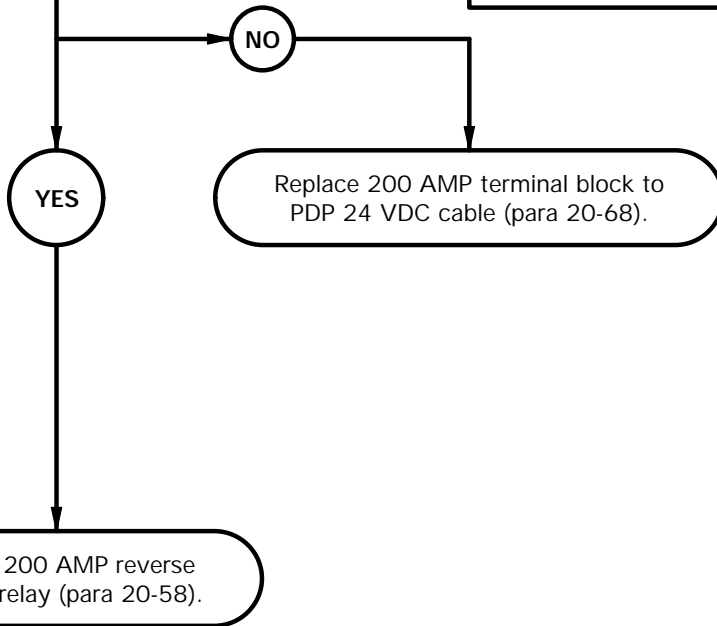 NO
YES
Replace 200 AMP terminal block to
PDP 24 VDC cable (para 20-68).
200 AMP reverse
relay (para 20-58).